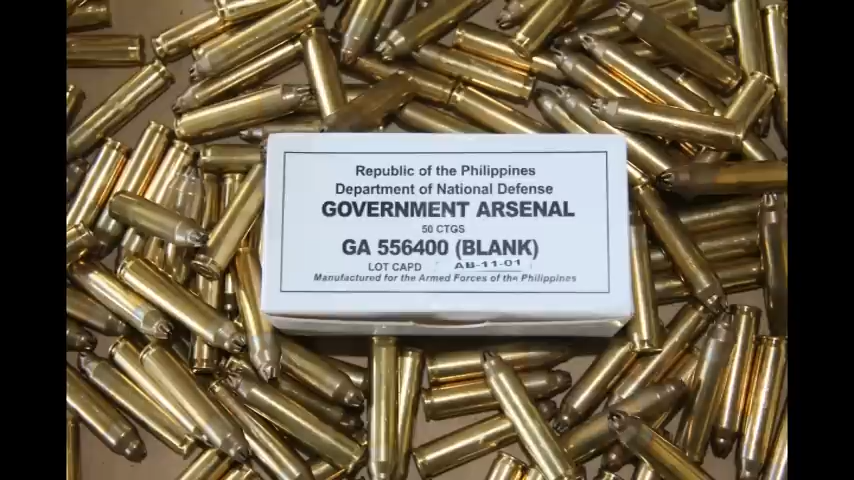 Republic of the Philippines
Department of National Defense
GOVERNMENT ARSENAL
50 CTGS
GA 556400 (BLANK)
LOT CAPD AB-11-01
Manufactured for the Armed Forces of the Philippines